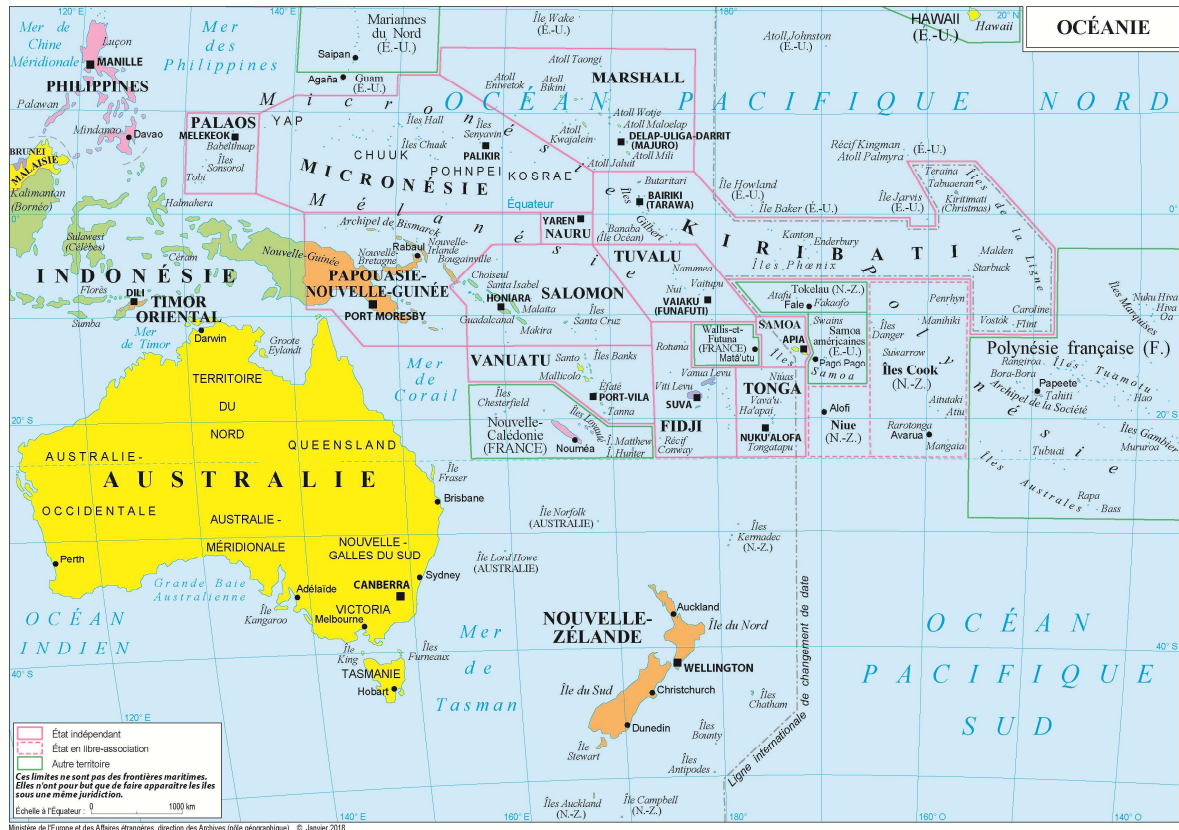 OCÉANIE
120° E
140° E
160° E
180°
160° O
20° N
Mer de
Chine
Méridionale
Luçon
MANILLE
PHILIPPINES
Palawan
Mindanao
Davao
Mer
des
Philippines
Mariannes
du Nord
(É.-U.)
Saipan
Agaña
Guam
(É.-U.)
Île Wake
(É.-U.)
Atoll Johnston
(É.-U.)
HAWAII
(É.-U.)
Hawaii
OCÉAN PACIFIQUE NORD
Micronésie
Atoll Taongi
Atoll
Eniwetok
Atoll
Bikini
MARSHALL
Atoll Wotje
Atoll Maloelap
Atoll
Kwajalein
DELAP-ULIGA-DARRIT
(MAJURO)
Atoll Mili
Atoll Jaluit
PALAOS
MELEKEOK
Babelthuap
Îles
Sonsorol
Tobi
YAP
Îles Hall
Îles
Senyavin
CHUUK
Îles Chuuk
PALIKIR
POHNPEI
KOSRAE
MICRONÉSIE
BRUNEI
MALAISIE
Kalimantan
(Bornéo)
Halmahera
0°
Équateur
Mélanésie
Archipel de Bismarck
YAREN
NAURU
Butaritari
BAIRIKI
(TARAWA)
Îles Gilbert
Banaba
(Île Océan)
Île Howland
(É.-U.)
Île Baker (É.-U.)
Récif Kingman
Atoll Palmyra
(É.-U.)
Île Jarvis
(É.-U.)
Teraina
Tabuaeran
Kiritimati
(Christmas)
Îles de la Ligne
KIRIBATI
Kanton
Enderbury
Îles Phœnix
Malden
Starbuck
Vostok
Caroline
Flint
Sulawest
(Célèbes)
Céram
INDONÉSIE
Flores
Sumba
DILI
TIMOR
ORIENTAL
Mer
de Timor
Nouvelle-Guinée
Nouvelle-
Bretagne
Rabaul
Nouvelle-
Irlande
Bougainville
PAPOUASIE-
NOUVELLE-GUINÉE
PORT MORESBY
Choiseul
Santa Isabel
HONIARA
Malaita
Guadalcanal
Makira
SALOMON
Îles
Santa Cruz
TUVALU
Nanumea
Nui
Vaitupu
VAIAKU
(FUNAFUTI)
Tokelau (N.-Z.)
Atafu
Fakaofo
Fale
Polynésie
Wallis-et-
Futuna
(FRANCE)
Matā'utu
Rotuma
SAMOA
APIA
Îles Samoa
Swains
Samoa
américaines
(É.-U.)
Pago Pago
Îles
Danger
Penrhyn
Manihiki
Suwarrow
Îles Cook
(N.-Z.)
Aitutaki
Atiu
Rarotonga
Avarua
Mangaia
Îles Marquises
Nuku Hiva
Hiva
Oa
Polynésie française (F.)
Rangiroa
Bora-Bora
Îles Tuamotu
Papeete
Tahiti
Archipel de la Société
Hao
Îles Gambier
Mururoa
Tubuai
Îles Australes
Rapa
Bass
Darwin
Groote
Eylandt
Mer
de
Corail
VANUATU
Santo
Îles Banks
Mallicolo
Éfaté
PORT-VILA
Tanna
Îles
Chesterfield
Nouvelle-
Calédonie
(FRANCE)
Îles Loyauté
Nouméa
Î. Matthew
Î. Hunter
Vanua Levu
Viti Levu
SUVA
FIDJI
Récif
Conway
Niuas
TONGA
Vava'u
Ha'apai
NUKU'ALOFA
Tongatapu
Alofi
Niue
(N.-Z.)
20° S
20° S
TERRITOIRE
DU
NORD
QUEENSLAND
AUSTRALIE-
OCCIDENTALE
AUSTRALIE
AUSTRALIE -
MÉRIDIONALE
NOUVELLE -
GALLES DU SUD
Île
Fraser
Brisbane
Perth
Grande Baie
Australienne
Adélaïde
Île
Kangaroo
CANBERRA
Sydney
VICTORIA
Melbourne
Île
King
Îles
Furneaux
TASMANIE
Hobart
OCÉAN
INDIEN
Mer
de
Tasman
Île Norfolk
(AUSTRALIE)
Île Lord Howe
(AUSTRALIE)
Îles
Kermadec
(N.-Z.)
NOUVELLE-
ZÉLANDE
Auckland
Île du Nord
WELLINGTON
Île du Sud
Christchurch
Dunedin
Île
Stewart
Îles
Chatham
Îles
Bounty
Îles
Antipodes
Îles Auckland
(N.-Z.)
Île Campbell
(N.-Z.)
Ligne internationale de changement de date
OCÉAN
PACIFIQUE
SUD
40° S
40° S
120° E
140° E
160° E
180°
160° O
140° O
État indépendant
État en libre-association
Autre territoire
Ces limites ne sont pas des frontières maritimes.
Elles n'ont pour but que de faire apparaître les îles
sous une même juridiction.
Échelle à l'Équateur : 0 1000 km
Ministère de l'Europe et des Affaires étrangères, direction des Archives (pôle géographique) © Janvier 2018